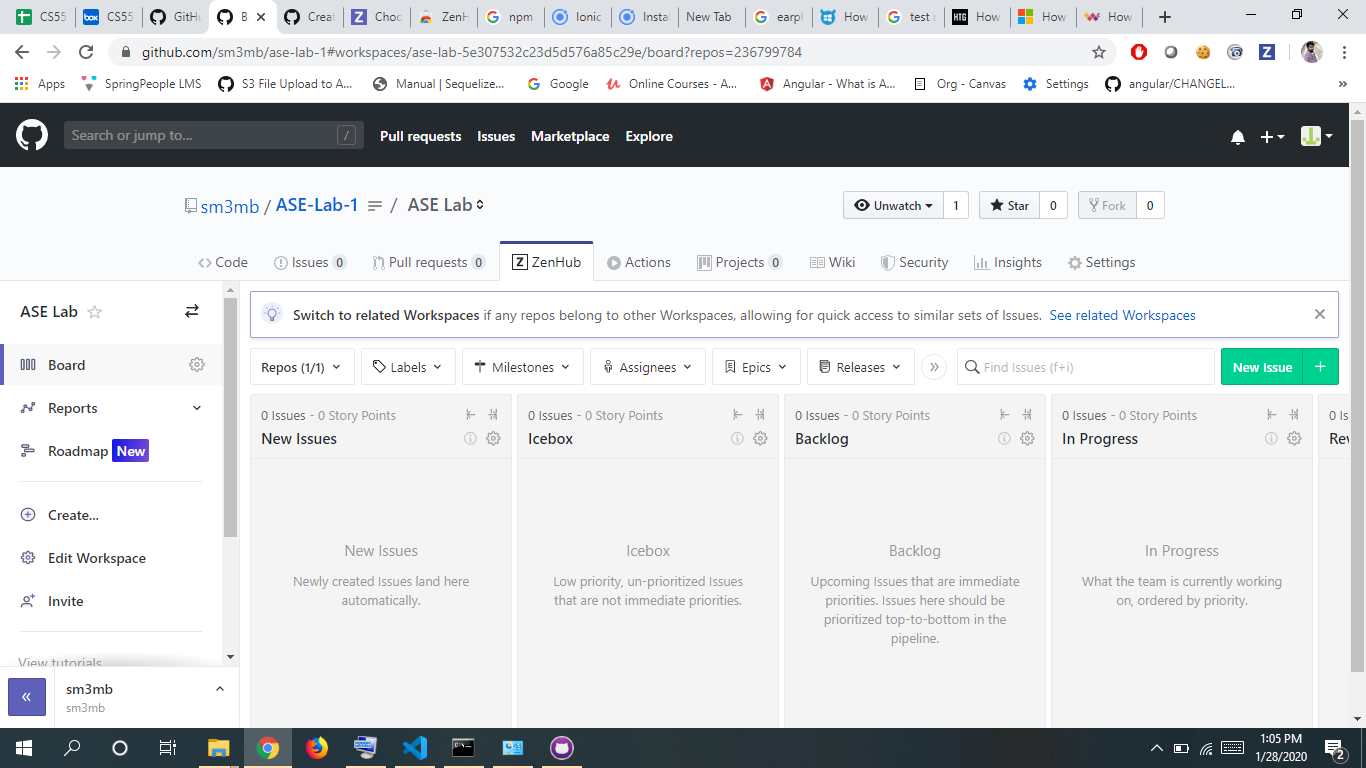 CS55 CS55 GitHu B Creat Choo ZenH npm Ionic Instal New Tab earph How test r How How How
github.com/sm3mb/ase-lab-1#workspaces/ase-lab-5e307532c23d5d576a85c29e/board?repos=236799784
Apps SpringPeople LMS S3 File Upload to A... Manual | Sequelize... Google Online Courses - A... Angular - What is A... Org - Canvas Settings angular/CHANGEL... »
Search or jump to... / Pull requests Issues Marketplace Explore
sm3mb / ASE-Lab-1 / ASE Lab Unwatch 1 Star 0 Fork 0
Code Issues 0 Pull requests 0 Z ZenHub Actions Projects 0 Wiki Security Insights Settings
ASE Lab
Board
Reports
Roadmap New
Create...
Edit Workspace
Invite
View tutorials
«
sm3mb
sm3mb
Switch to related Workspaces if any repos belong to other Workspaces, allowing for quick access to similar sets of Issues. See related Workspaces
Repos (1/1) Labels Milestones Assignees Epics Releases » Find Issues (f+i) New Issue +
0 Issues - 0 Story Points
New Issues
New Issues
Newly created Issues land here
automatically.
0 Issues - 0 Story Points
Icebox
Icebox
Low priority, un-prioritized Issues
that are not immediate priorities.
0 Issues - 0 Story Points
Backlog
Backlog
Upcoming Issues that are immediate
priorities. Issues here should be
prioritized top-to-bottom in the
pipeline.
0 Issues - 0 Story Points
In Progress
In Progress
What the team is currently working
on, ordered by priority.
0 Is
Rev
1:05 PM
1/28/2020
2